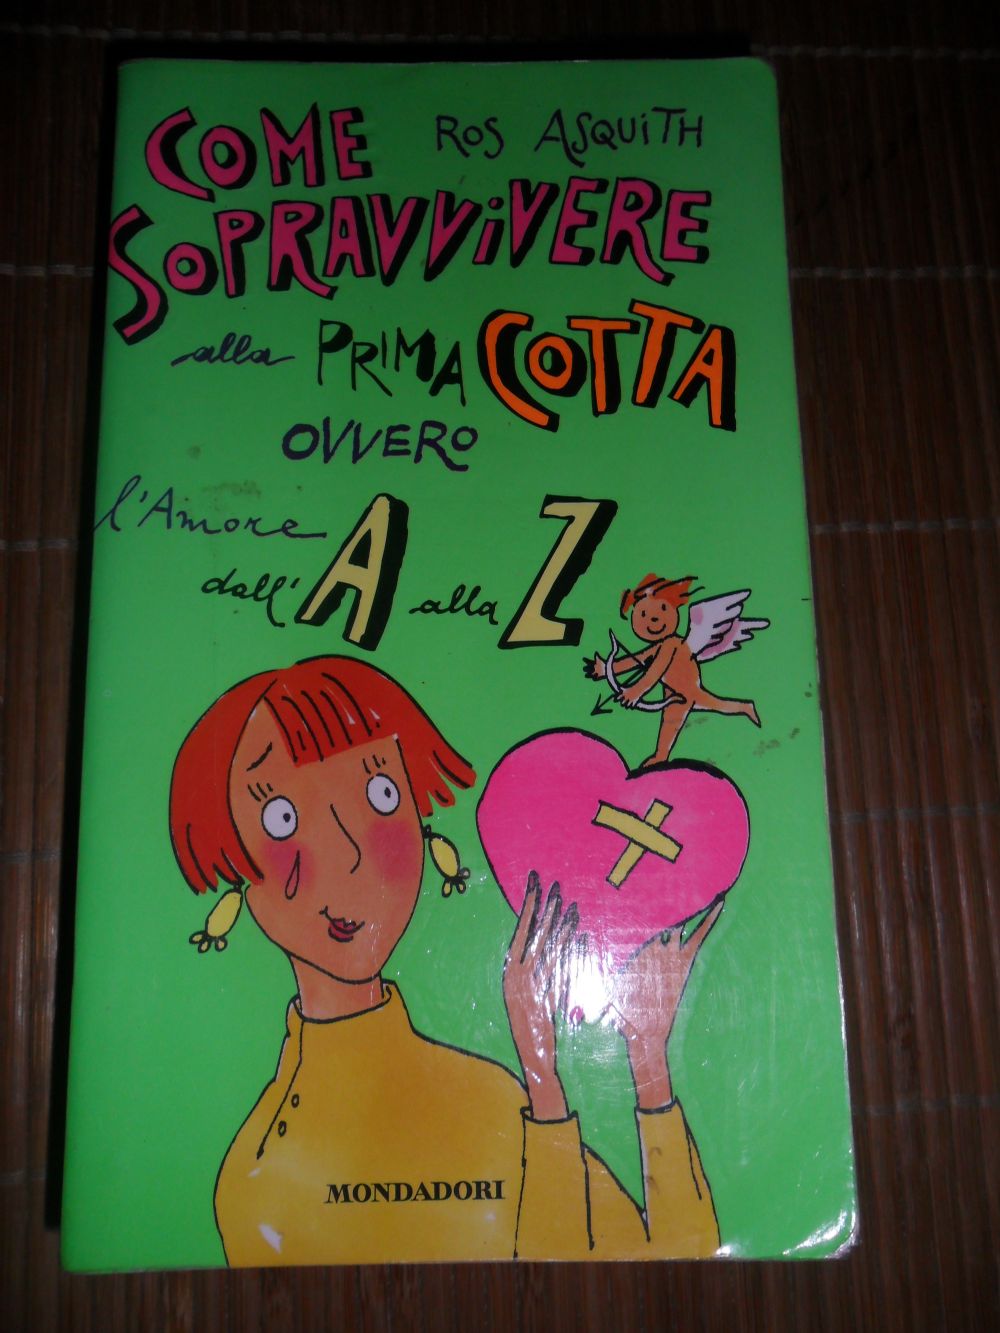 Ros Asquith
COME
SOPRAVViVERE
alla PRIMA COTTA
OVVERO
l'Amore
dall'A alla Z
MONDADORI